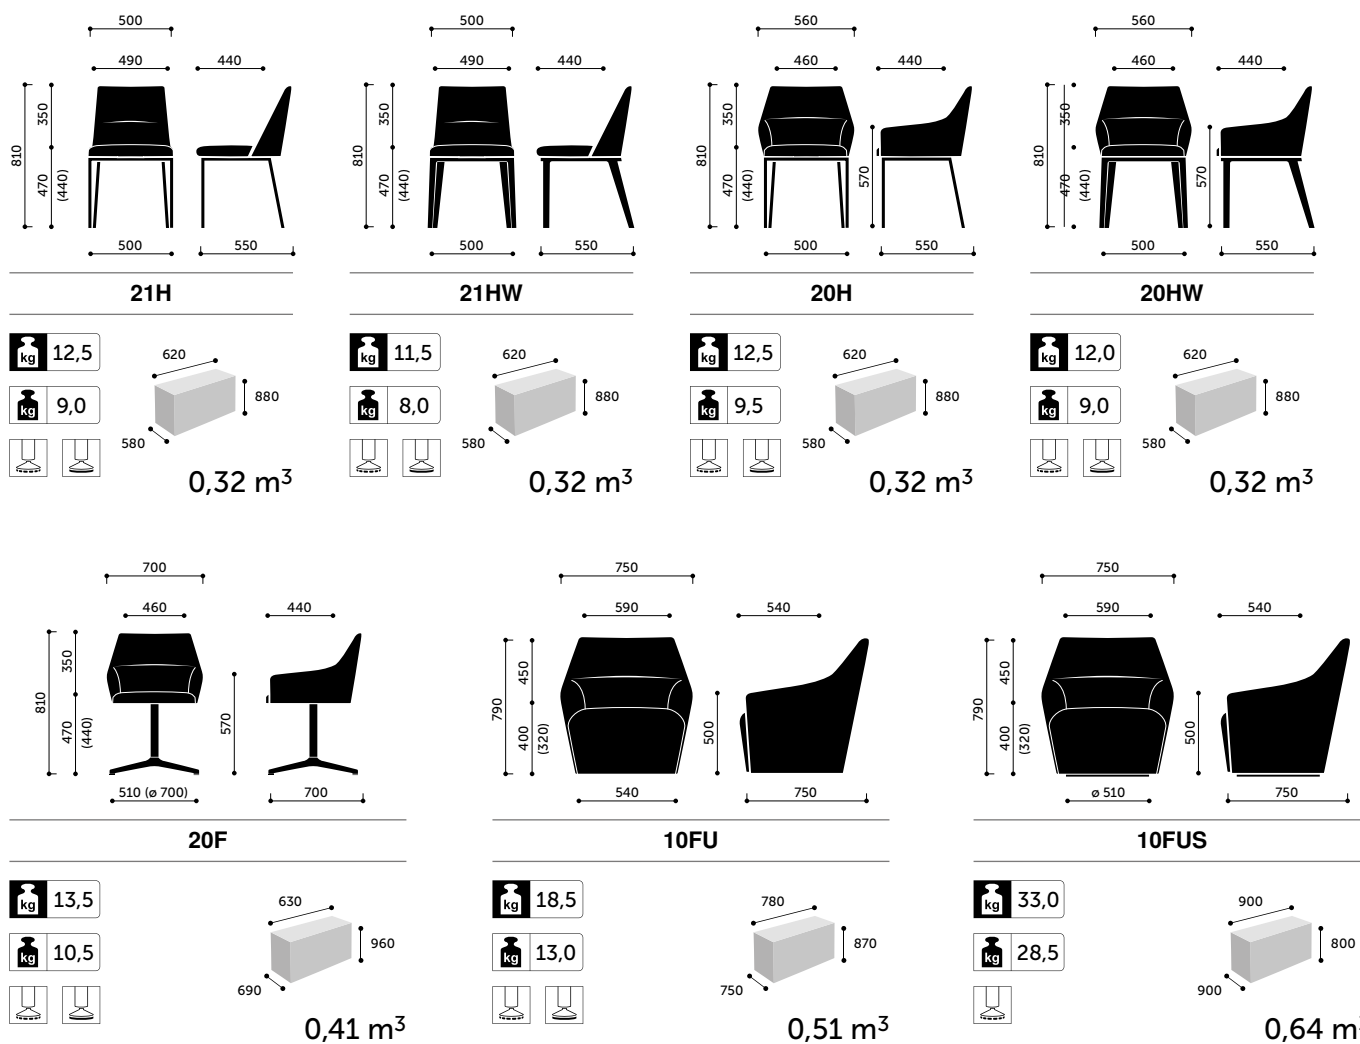 500
490
440
350
810
470
(440)
500
550
21H
kg 12,5
620
880
kg 9,0
580
0,32 m³
500
490
440
350
810
470
(440)
500
550
21HW
kg 11,5
620
880
kg 8,0
580
0,32 m³
560
460
440
350
810
470
(440)
570
500
550
20H
kg 12,5
620
880
kg 9,5
580
0,32 m³
560
460
440
350
810
470
(440)
570
500
550
20HW
kg 12,0
620
880
kg 9,0
580
0,32 m³
700
460
440
350
810
470
(440)
570
510 (ø 700)
700
20F
kg 13,5
630
960
kg 10,5
690
0,41 m³
750
590
540
450
790
400
(320)
500
540
750
10FU
kg 18,5
780
870
kg 13,0
750
0,51 m³
750
590
540
450
790
400
(320)
500
ø 510
750
10FUS
kg 33,0
900
800
kg 28,5
900
0,64 m³